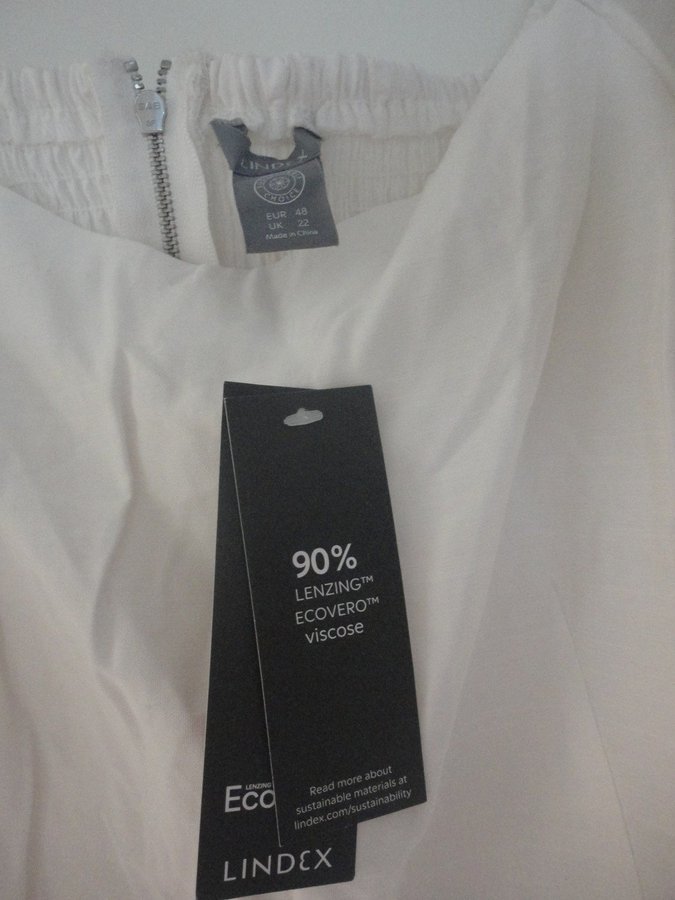 LINDEX
CHOICE
EUR 48
UK 22
Made in China
90%
LENZING™
ECOVERO™
viscose
Read more about
sustainable materials at
lindex.com/sustainability
LENZING
Eco
LINDEX